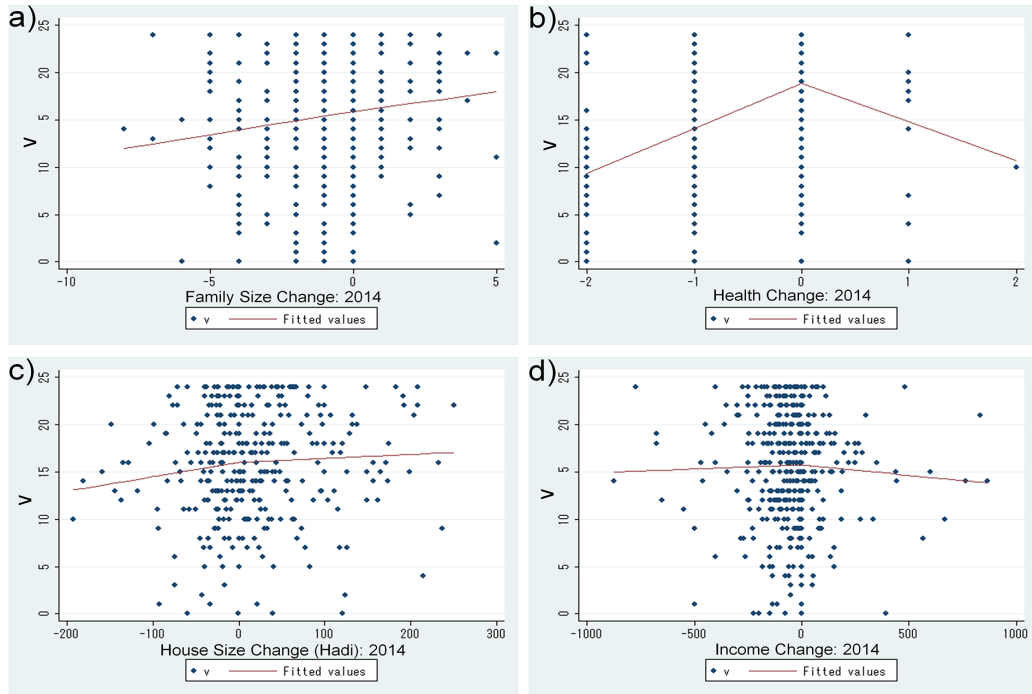 a)
25
20
15
10
5
0
V
-10
-5
0
5
Family Size Change: 2014
v
Fitted values
b)
25
20
15
10
5
0
V
-2
-1
0
1
2
Health Change: 2014
v
Fitted values
c)
25
20
15
10
5
0
V
-200
-100
0
100
200
300
House Size Change (Hadi): 2014
v
Fitted values
d)
25
20
5
10
5
0
V
-1000
-500
0
500
1000
Income Change: 2014
v
Fitted values